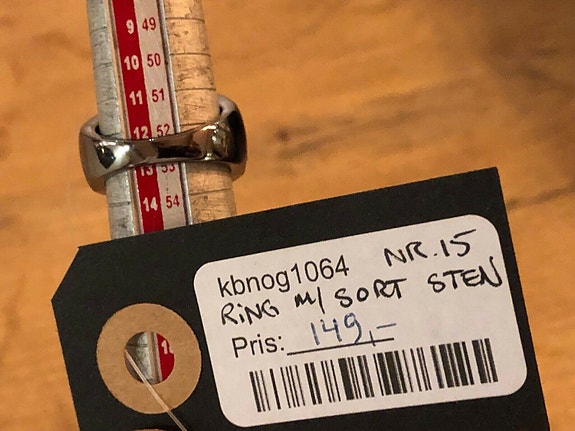 9 49
10 50
11 51
12 52
13 53
14 54
kbnog1064 NR.15
RING M/ SORT STEN
Pris: 149,-